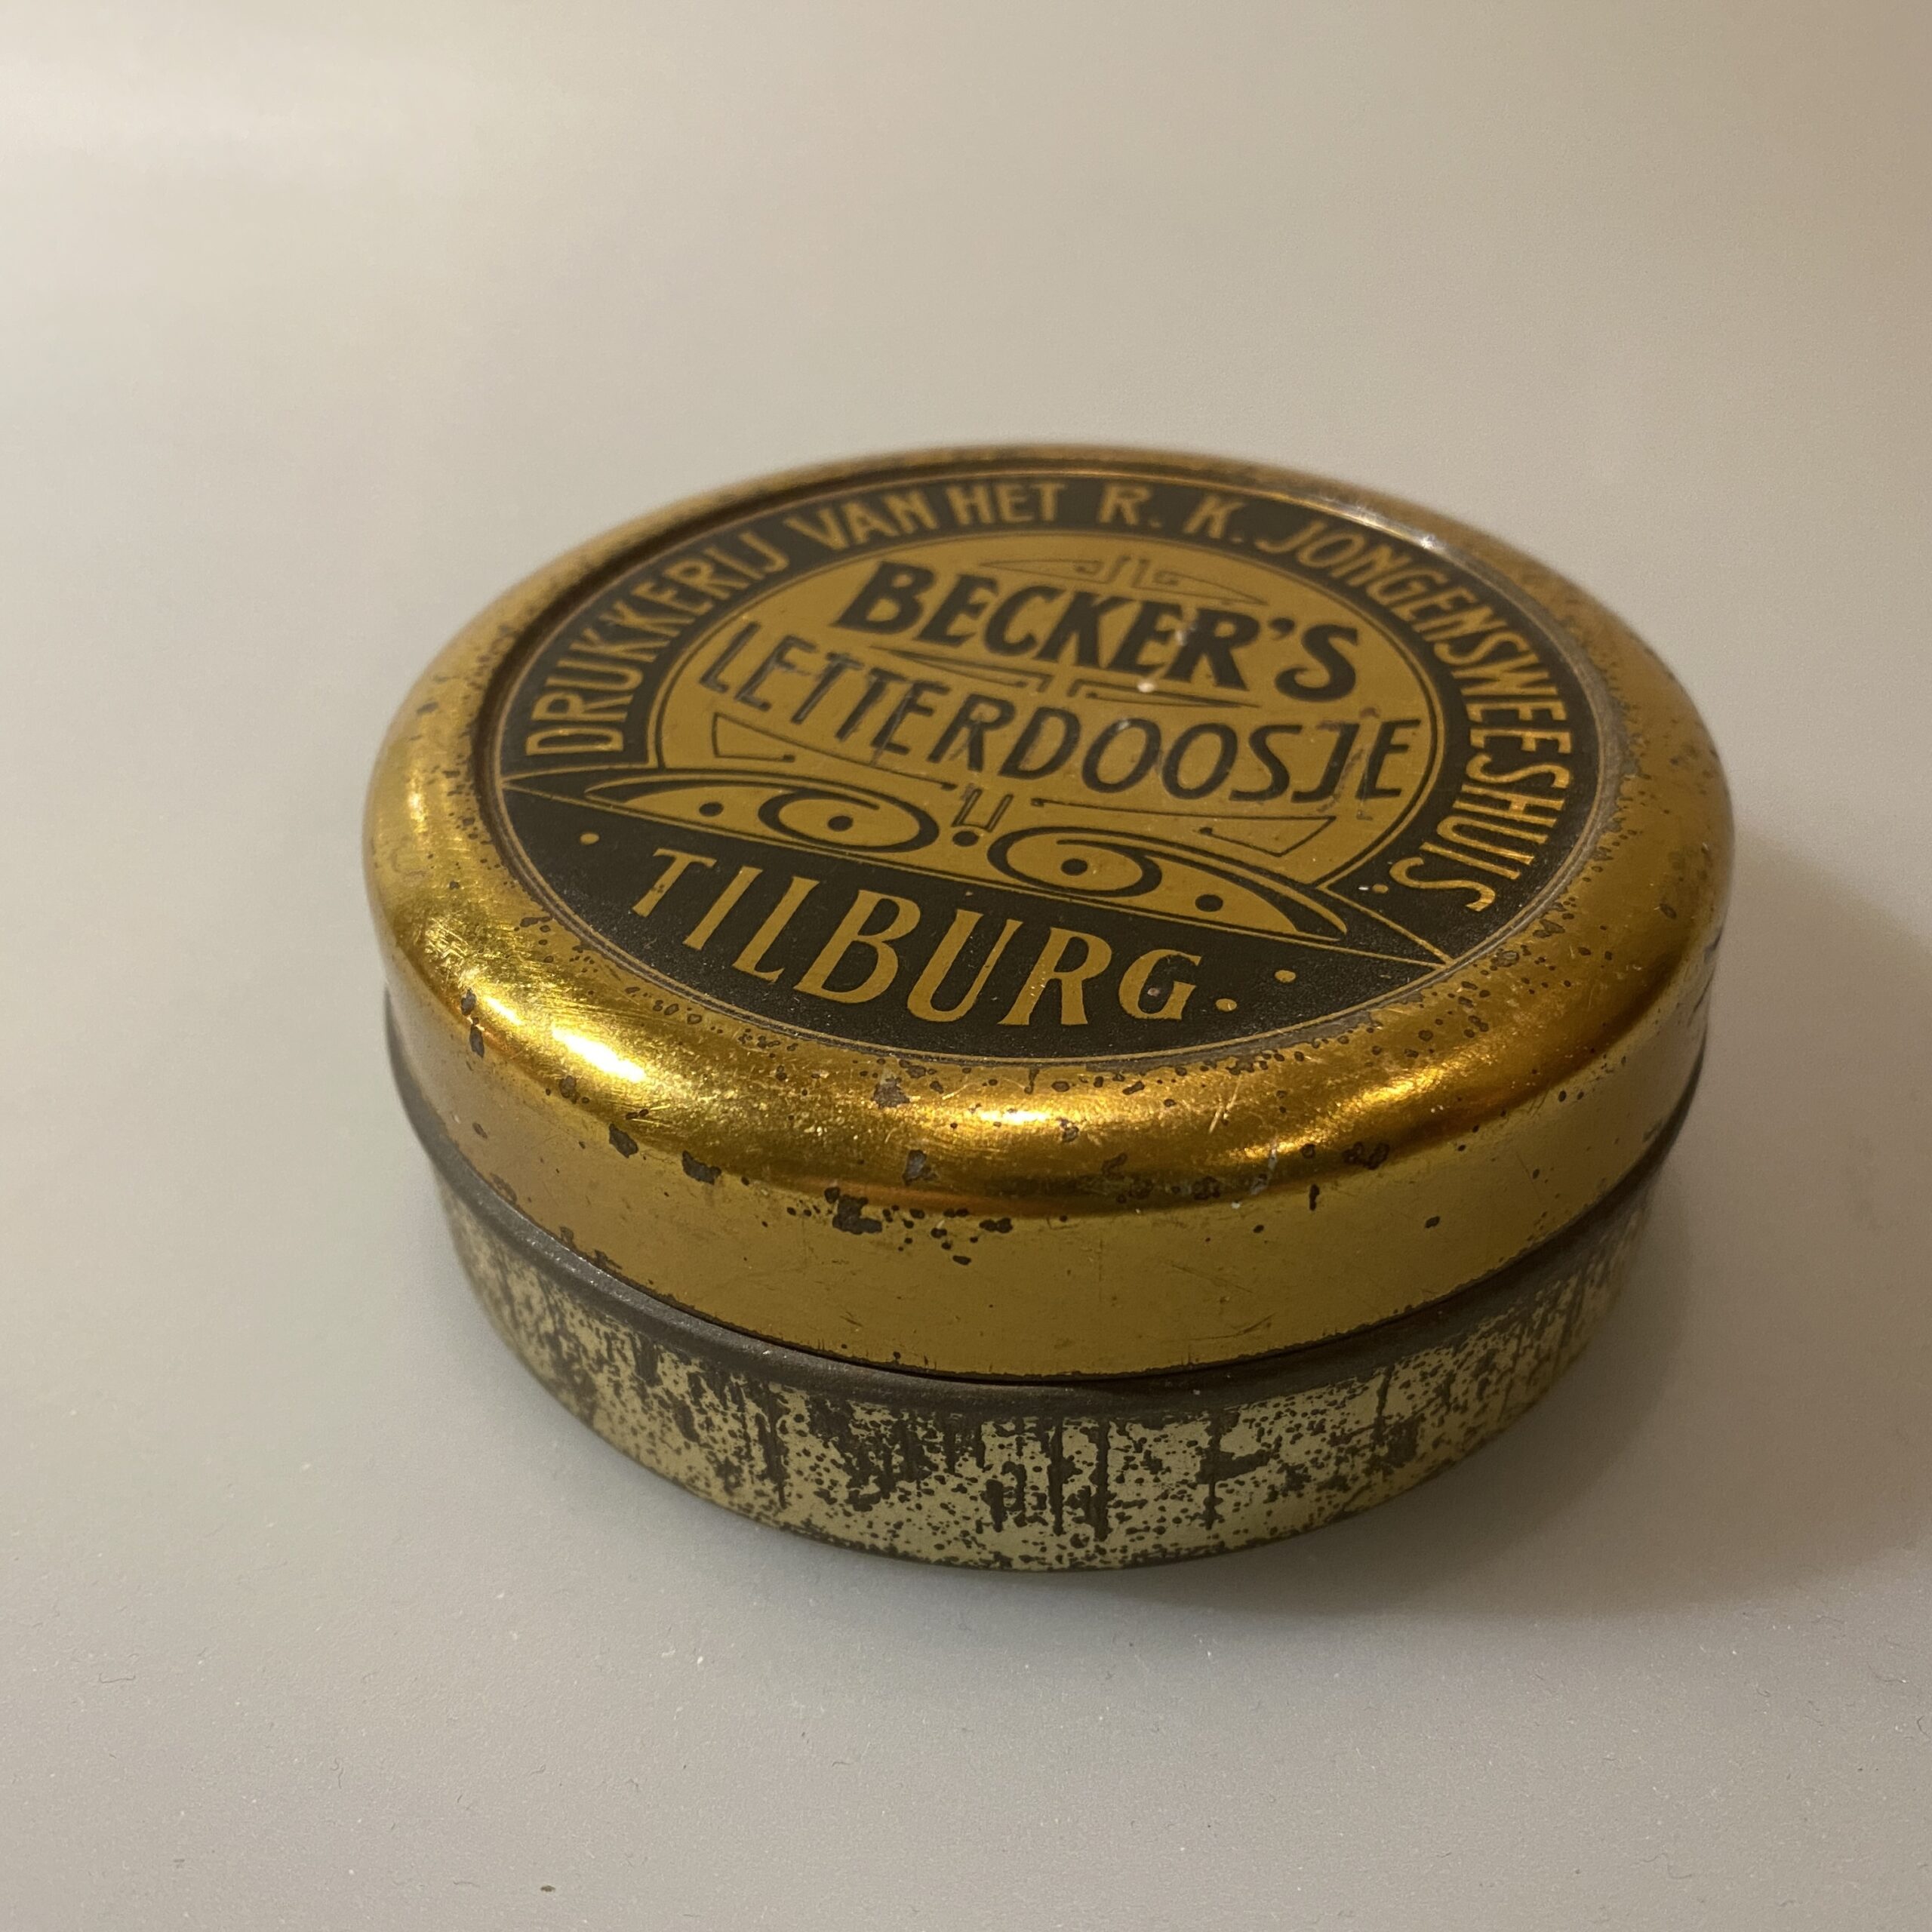 DRUKKERIJ VAN HET R. K. JONGENSWEESHUIS.
BECKER'S
LETTERDOOSJE
TILBURG.